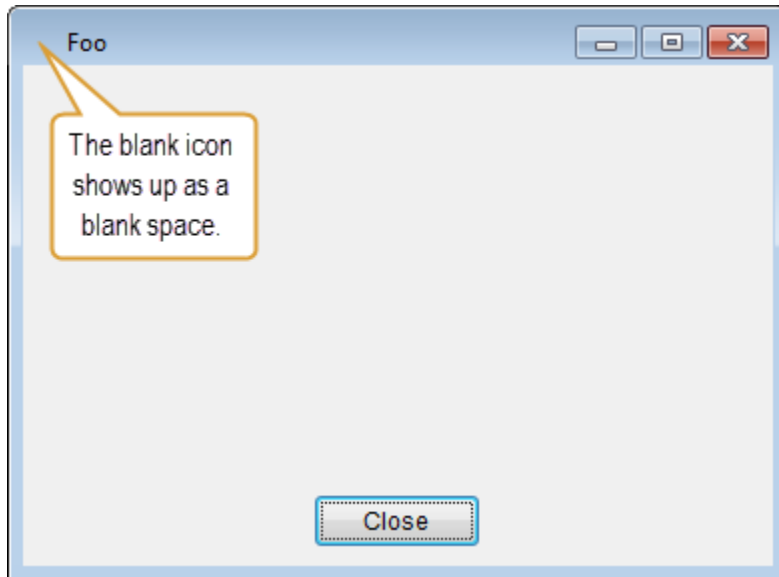 Foo
The blank icon
shows up as a
blank space.
Close